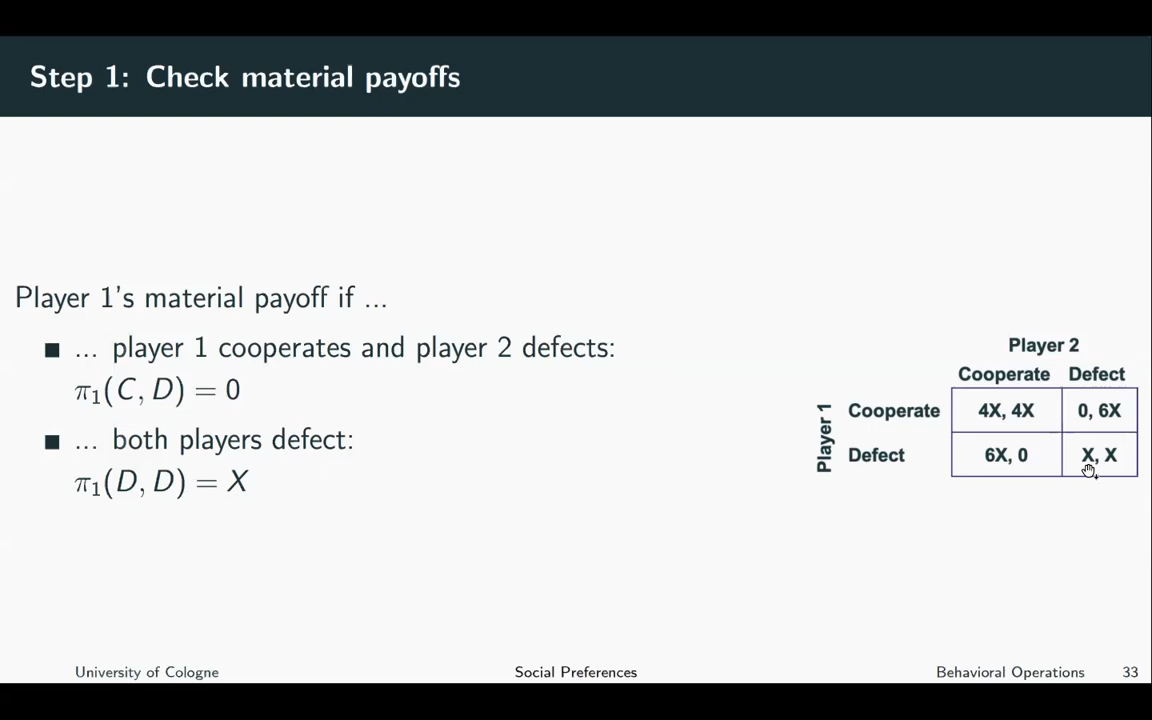 Step 1: Check material payoffs
Player 1's material payoff if ...
■ ... player 1 cooperates and player 2 defects:
π₁(C, D) = 0
■ ... both players defect:
π₁(D, D) = X
Player 2
Cooperate Defect
Player 1
Cooperate 4X, 4X 0, 6X
Defect 6X, 0 X, X
University of Cologne Social Preferences Behavioral Operations 33